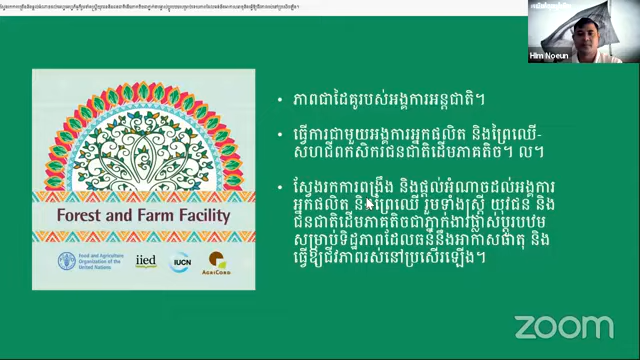 Him Noeun
• ភាពជាដៃគូរបស់អង្គការអន្តជាតិ។
• ធ្វើការជាមួយអង្គការអ្នកផលិត និងព្រៃឈើ-
សហជីពកសិករជនជាតិដើមភាគតិច។ ល។
• ស្វែងរកការពង្រឹង និងផ្តល់អំណាចដល់អង្គការ
អ្នកផលិត និងព្រៃឈើ រួមទាំងស្ត្រី យុវជន និង
ជនជាតិដើមភាគតិចជាភ្នាក់ងារផ្លាស់ប្តូរបឋម
សម្រាប់ទិដ្ឋភាពដែលធន់នឹងអាកាសធាតុ និង
ធ្វើឱ្យជីវភាពរស់នៅប្រសើរឡើង។
Forest and Farm Facility
Food and Agriculture
Organization of the
United Nations
iied
IUCN
AgriCord
zoom